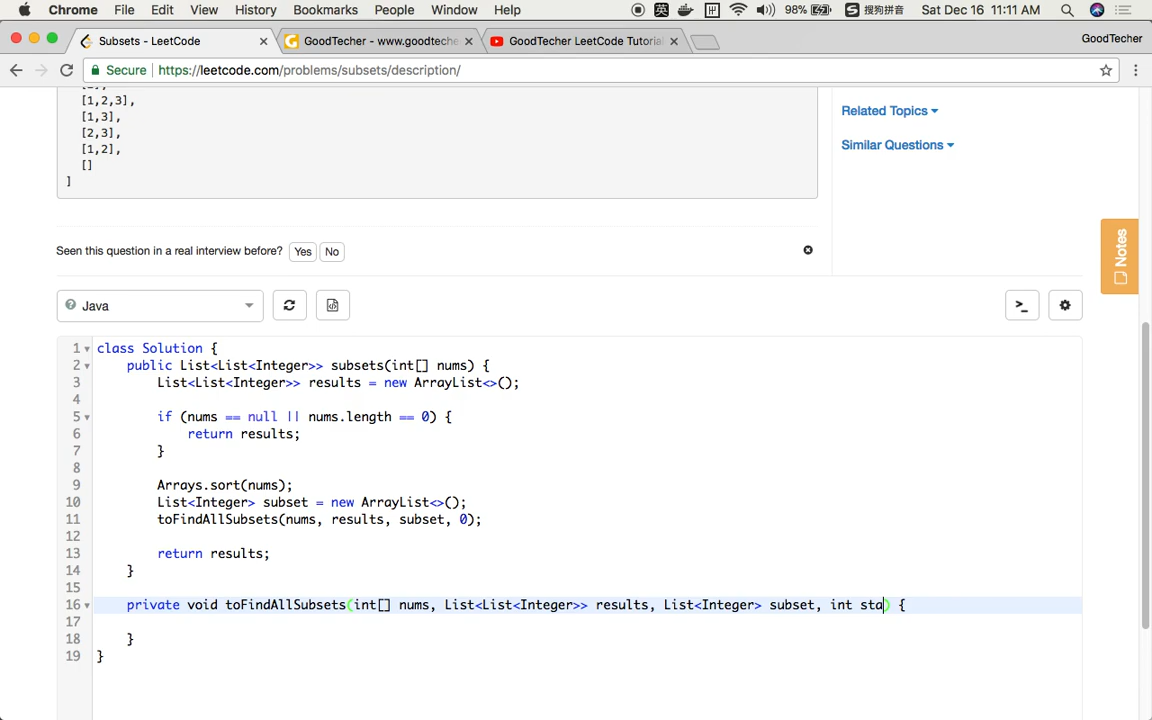 Chrome File Edit View History Bookmarks People Window Help 英 98% 搜狗拼音 Sat Dec 16 11:11 AM
Subsets - LeetCode GoodTecher - www.goodteche GoodTecher LeetCode Tutorial GoodTecher
Secure https://leetcode.com/problems/subsets/description/
[1,2,3],
[1,3],
[2,3],
[1,2],
[]
]
Related Topics
Similar Questions
Notes
Seen this question in a real interview before? Yes No
Java
>_
1 class Solution {
2 public List<List<Integer>> subsets(int[] nums) {
3 List<List<Integer>> results = new ArrayList<>();
4
5 if (nums == null || nums.length == 0) {
6 return results;
7 }
8
9 Arrays.sort(nums);
10 List<Integer> subset = new ArrayList<>();
11 toFindAllSubsets(nums, results, subset, 0);
12
13 return results;
14 }
15
16 private void toFindAllSubsets(int[] nums, List<List<Integer>> results, List<Integer> subset, int sta) {
17
18 }
19 }